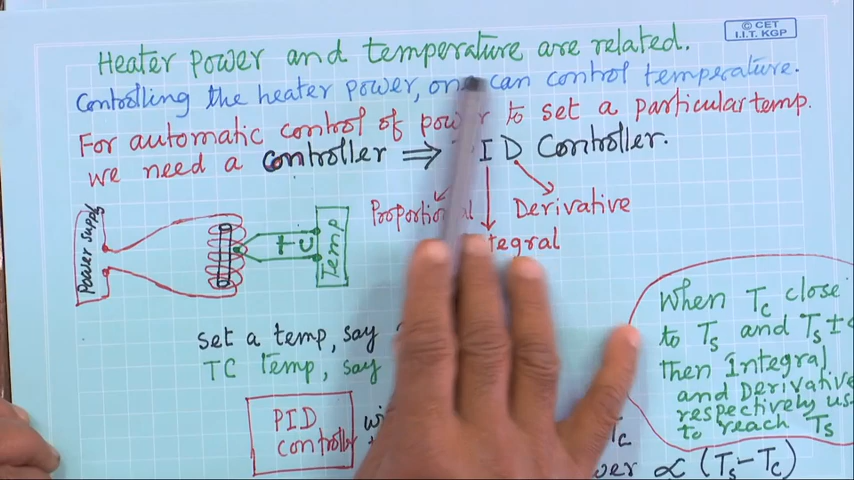 © CET
I.I.T. KGP
Heater power and temperature are related.
Controlling the heater power, one can control temperature.
For automatic control of power to set a particular temp.
we need a controller ⇒ ID Controller.
Proportional
Derivative
tegral
Power supply
TC
Temp
set a temp, say
TC Temp, say
PID
controller
When Tc close
to Ts and Ts ±
then Integral
and Derivative
respectively us
to reach Ts
Tc
wer ∝ (Ts-Tc)